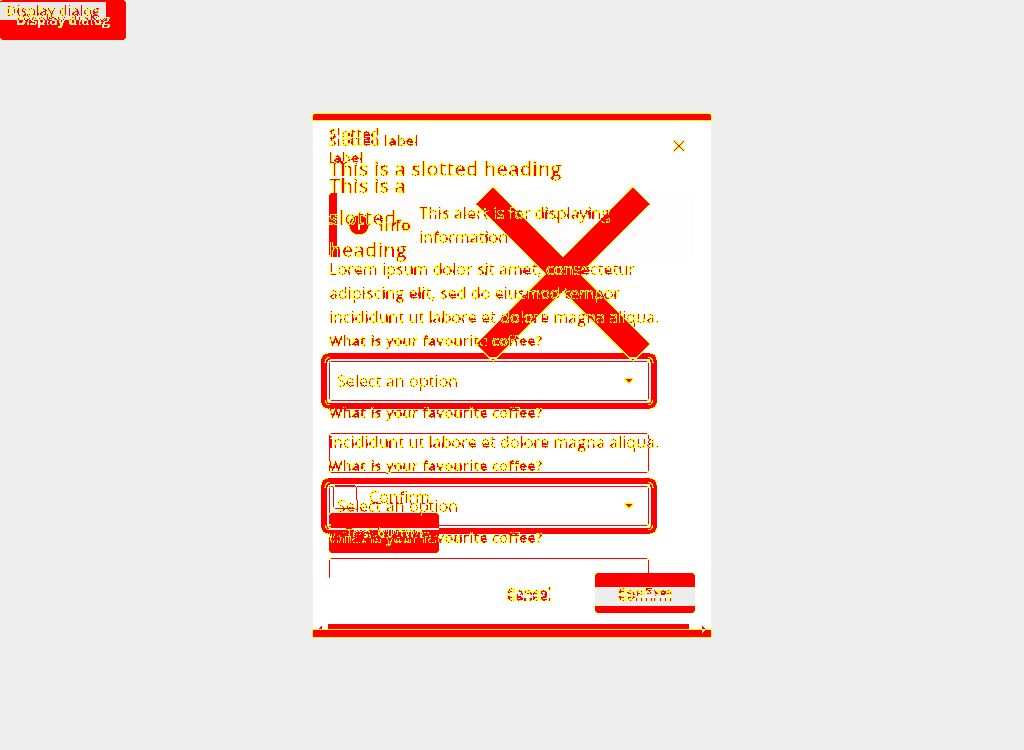 Display dialog
Display dialog
Slotted
Slotted label
label
This is a slotted heading
This is a
slotted
heading
Info
This alert is for displaying
information
Lorem ipsum dolor sit amet, consectetur
adipiscing elit, sed do eiusmod tempor
incididunt ut labore et dolore magna aliqua.
What is your favourite coffee?
Select an option
What is your favourite coffee?
incididunt ut labore et dolore magna aliqua.
What is your favourite coffee?
Confirm
Select an option
What is your favourite coffee?
Cancel
Confirm